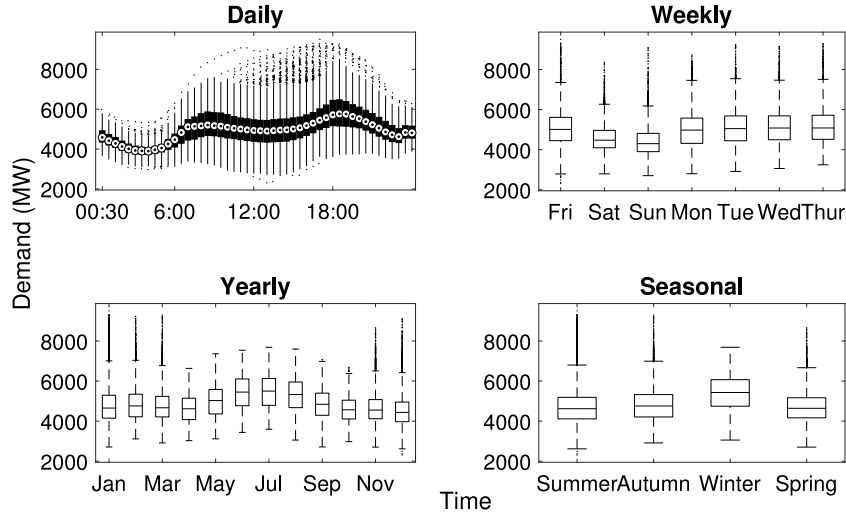 Daily
8000
6000
4000
2000
00:30 6:00 12:00 18:00
Weekly
8000
6000
4000
2000
Fri Sat Sun Mon Tue Wed Thur
Demand (MW)
Yearly
8000
6000
4000
2000
Jan Mar May Jul Sep Nov
Seasonal
8000
6000
4000
2000
Summer Autumn Winter Spring
Time